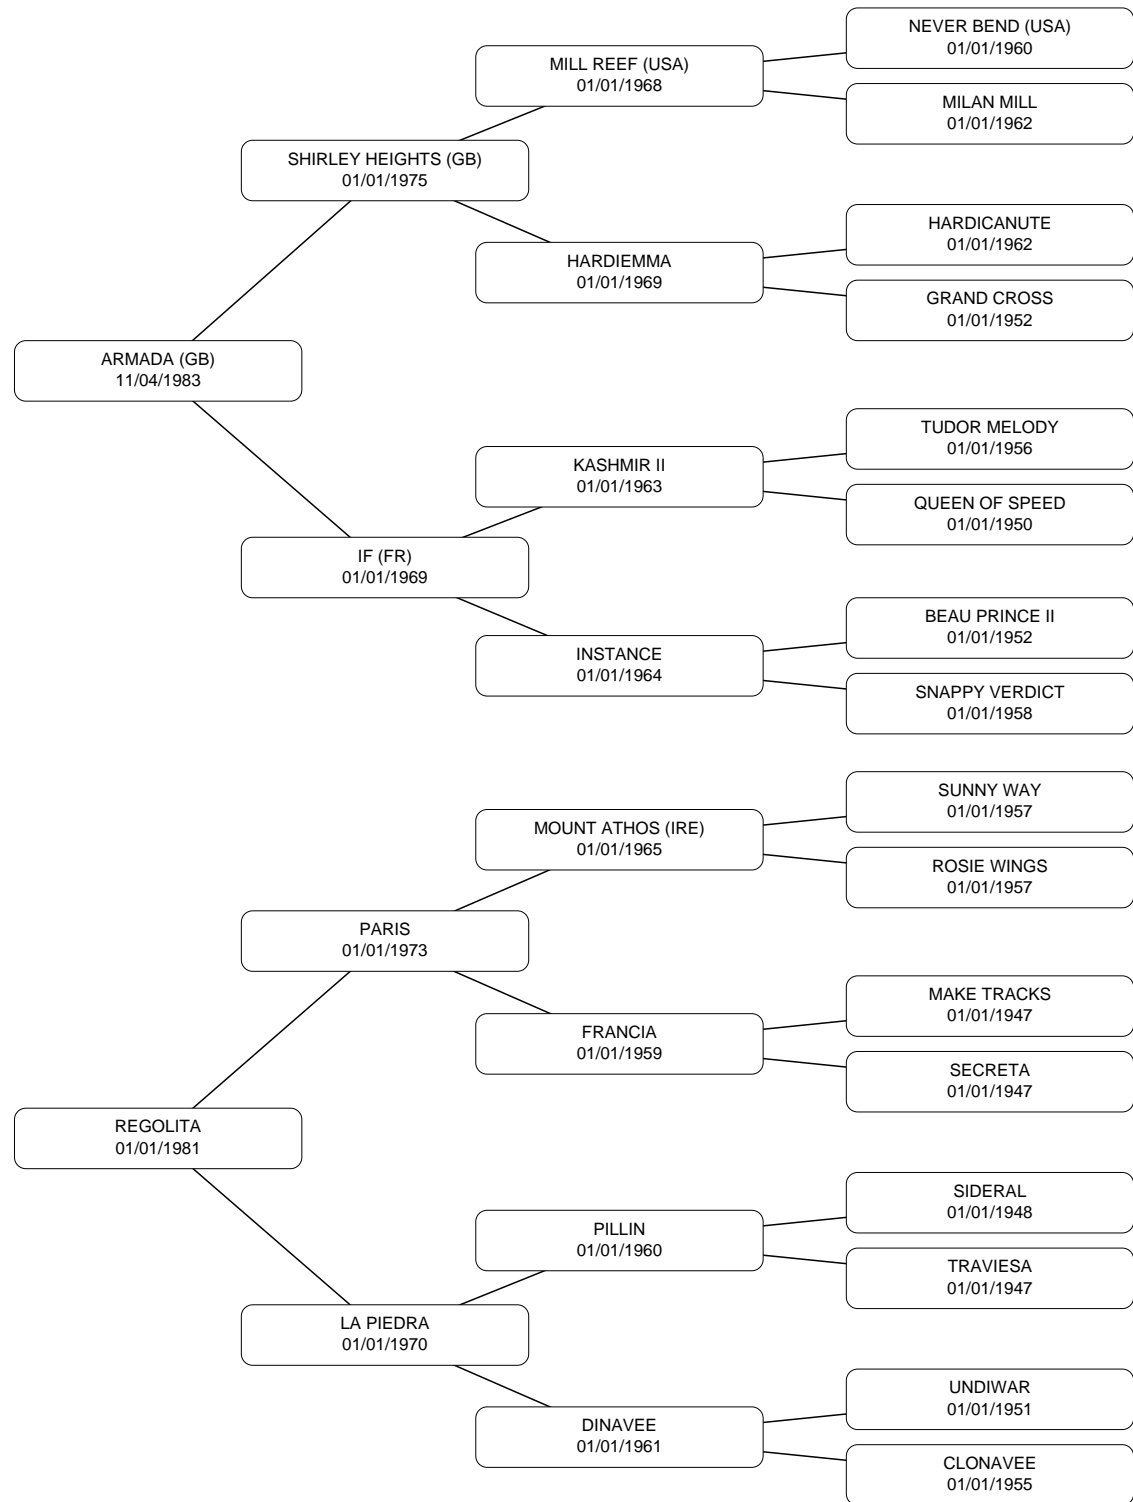 NEVER BEND (USA)
01/01/1960
MILL REEF (USA)
01/01/1968
MILAN MILL
01/01/1962
SHIRLEY HEIGHTS (GB)
01/01/1975
HARDICANUTE
01/01/1962
HARDIEMMA
01/01/1969
GRAND CROSS
01/01/1952
ARMADA (GB)
11/04/1983
TUDOR MELODY
01/01/1956
KASHMIR II
01/01/1963
QUEEN OF SPEED
01/01/1950
IF (FR)
01/01/1969
BEAU PRINCE II
01/01/1952
INSTANCE
01/01/1964
SNAPPY VERDICT
01/01/1958
SUNNY WAY
01/01/1957
MOUNT ATHOS (IRE)
01/01/1965
ROSIE WINGS
01/01/1957
PARIS
01/01/1973
MAKE TRACKS
01/01/1947
FRANCIA
01/01/1959
SECRETA
01/01/1947
REGOLITA
01/01/1981
SIDERAL
01/01/1948
PILLIN
01/01/1960
TRAVIESA
01/01/1947
LA PIEDRA
01/01/1970
UNDIWAR
01/01/1951
DINAVEE
01/01/1961
CLONAVEE
01/01/1955